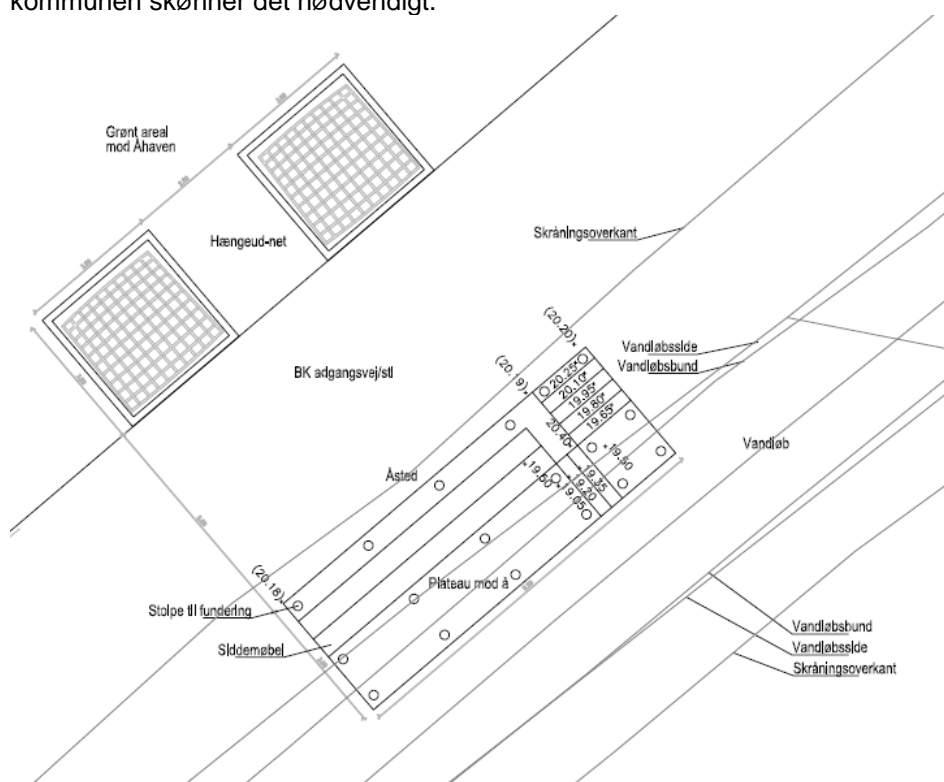 kommunen skønner det nødvendigt.
Grønt areal
mod Åhaven
Hængeud-net
Skråningsoverkant
(20.20)
Vandløbsside
Vandløbsbund
(20.19)
BK adgangsvej/sti
20.25
20.10
19.95
19.80
19.65
20.40
19.50
Vandløb
Åsted
19.35
19.20
19.50
19.05
(20.18)
Plateau mod å
Stolpe til fundering
Siddemøbel
Vandløbsbund
Vandløbsside
Skråningsoverkant